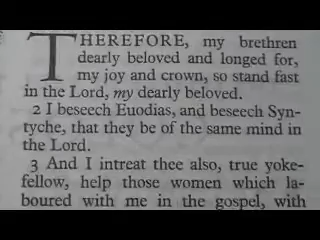 THEREFORE, my brethren
dearly beloved and longed for,
my joy and crown, so stand fast
in the Lord, my dearly beloved.
2 I beseech Euodias, and beseech Syn-
tyche, that they be of the same mind in
the Lord.
3 And I intreat thee also, true yoke-
fellow, help those women which la-
boured with me in the gospel, with